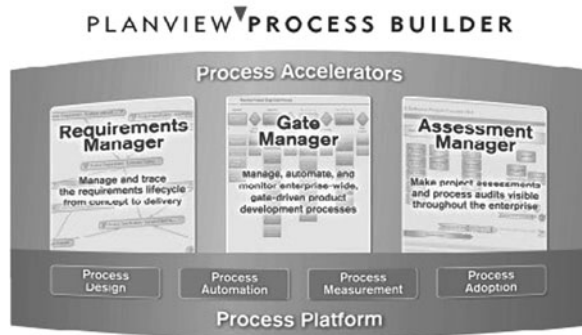 PLANVIEW PROCESS BUILDER
Process Accelerators
Requirements
Manager
Manage and trace
the requirements lifecycle
from concept to delivery
Gate
Manager
Manage, automate, and
monitor enterprise-wide,
gate-driven product
development processes
Assessment
Manager
Make project assessments
and process audits visible
throughout the enterprise
Process
Design
Process
Automation
Process
Measurement
Process
Adoption
Process Platform